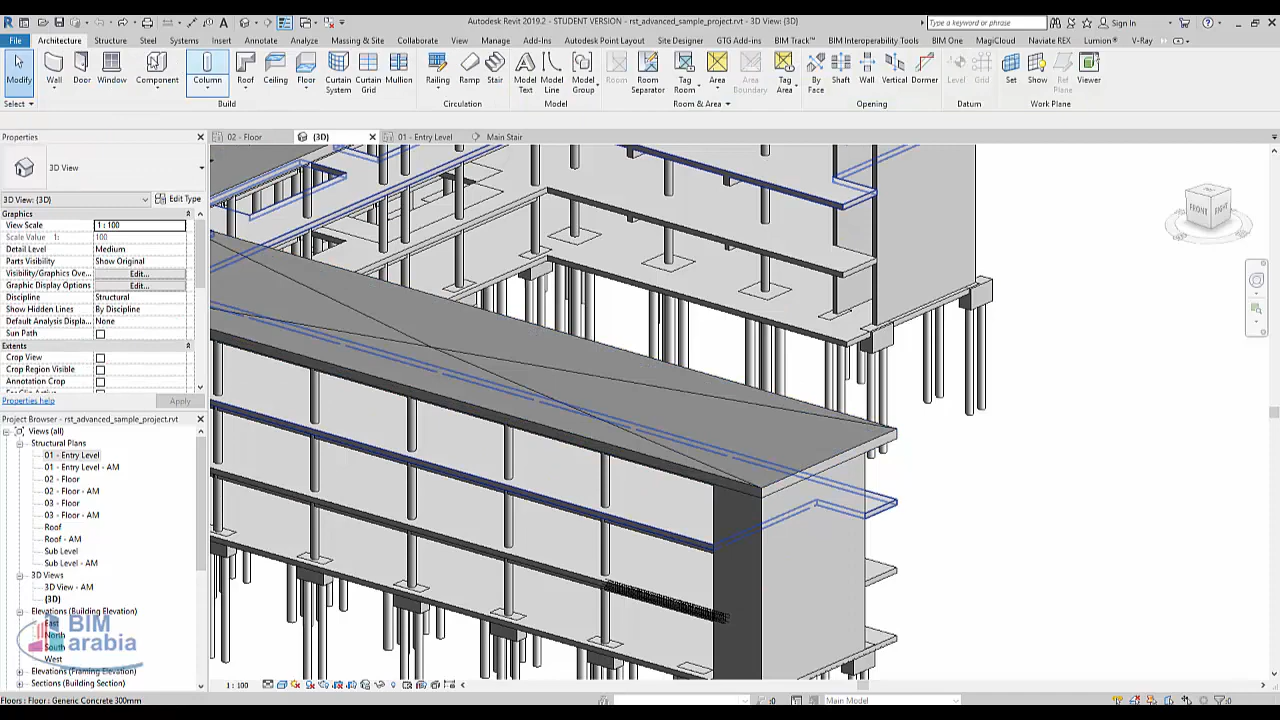 Autodesk Revit 2019.2 - STUDENT VERSION - rst_advanced_sample_project.rvt - 3D View: {3D}
Type a keyword or phrase
Sign In
File Architecture Structure Steel Systems Insert Annotate Analyze Massing & Site Collaborate View Manage Add-Ins Autodesk Point Layout Site Designer GTG Add-ins BIM Track™ BIM Interoperability Tools BIM One MagiCloud Naviate REX Lumion® V-Ray
Modify Wall Door Window Component Column Roof Ceiling Floor Curtain System Curtain Grid Mullion Railing Ramp Stair Model Text Model Line Model Group Room Room Separator Tag Room Area Area Boundary Tag Area By Face Shaft Wall Vertical Dormer Level Grid Set Show Ref Plane Viewer
Select Build Circulation Model Room & Area Opening Datum Work Plane
Properties
02 - Floor
{3D}
01 - Entry Level
Main Stair
3D View
3D View: {3D}
Edit Type
Graphics
View Scale 1 : 100
Scale Value 1: 100
Detail Level Medium
Parts Visibility Show Original
Visibility/Graphics Ove... Edit...
Graphic Display Options Edit...
Discipline Structural
Show Hidden Lines By Discipline
Default Analysis Displa... None
Sun Path
Extents
Crop View
Crop Region Visible
Annotation Crop
Properties help
Apply
Project Browser - rst_advanced_sample_project.rvt
Views (all)
Structural Plans
01 - Entry Level
01 - Entry Level - AM
02 - Floor
02 - Floor - AM
03 - Floor
03 - Floor - AM
Roof
Roof - AM
Sub Level
Sub Level - AM
3D Views
3D View - AM
{3D}
Elevations (Building Elevation)
East
North
South
West
Elevations (Framing Elevation)
Sections (Building Section)
BIM
arabia
FRONT
1 : 100
Floors : Floor : Generic Concrete 300mm
:0
Main Model
:0